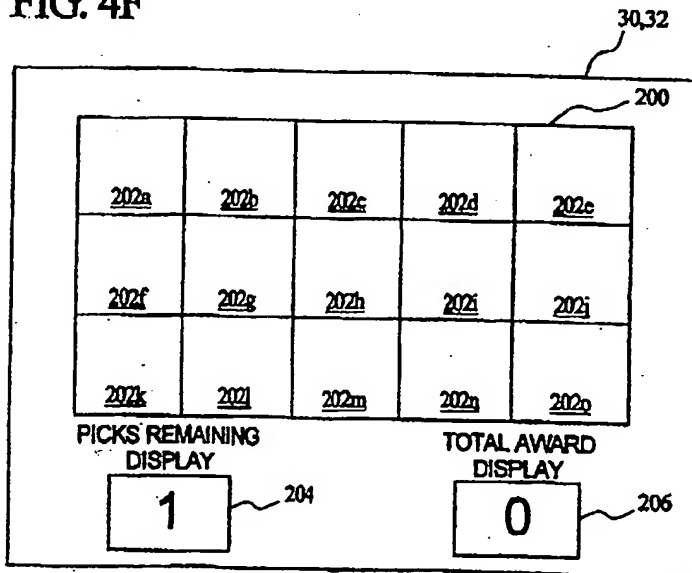 FIG. 4F
30,32
200
202a 202b 202c 202d 202e
202f 202g 202h 202i 202j
202k 202l 202m 202n 202o
PICKS REMAINING DISPLAY
TOTAL AWARD DISPLAY
1 204
0 206